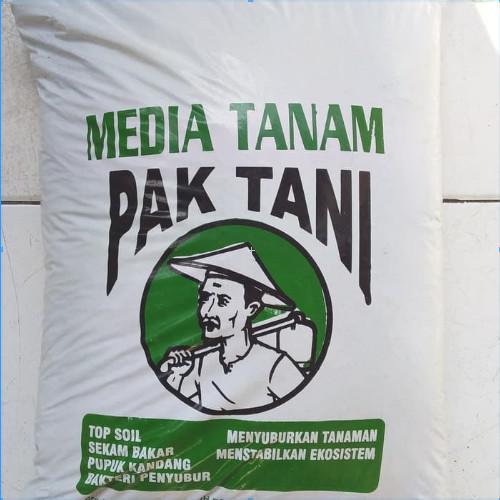 MEDIA TANAM
PAK TANI
TOP SOIL
SEKAM BAKAR
PUPUK KANDANG
BAKTERI PENYUBUR
MENYUBURKAN TANAMAN
MENSTABILKAN EKOSISTEM